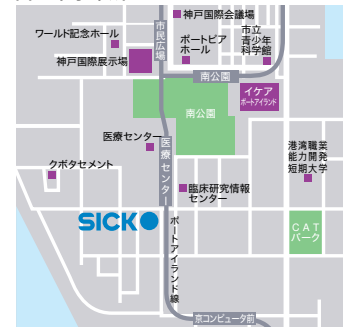 神戸国際会議場
ワールド記念ホール
市民広場
ポートピア
ホール
市立
青少年
科学館
神戸国際展示場
南公園
イケア
ポートアイランド
南公園
医療センター
医療センター
港湾職業
能力開発
短期大学
クボタセメント
臨床研究情報
センター
SICK
ポートアイランド線
CAT
パーク
京コンピュータ前